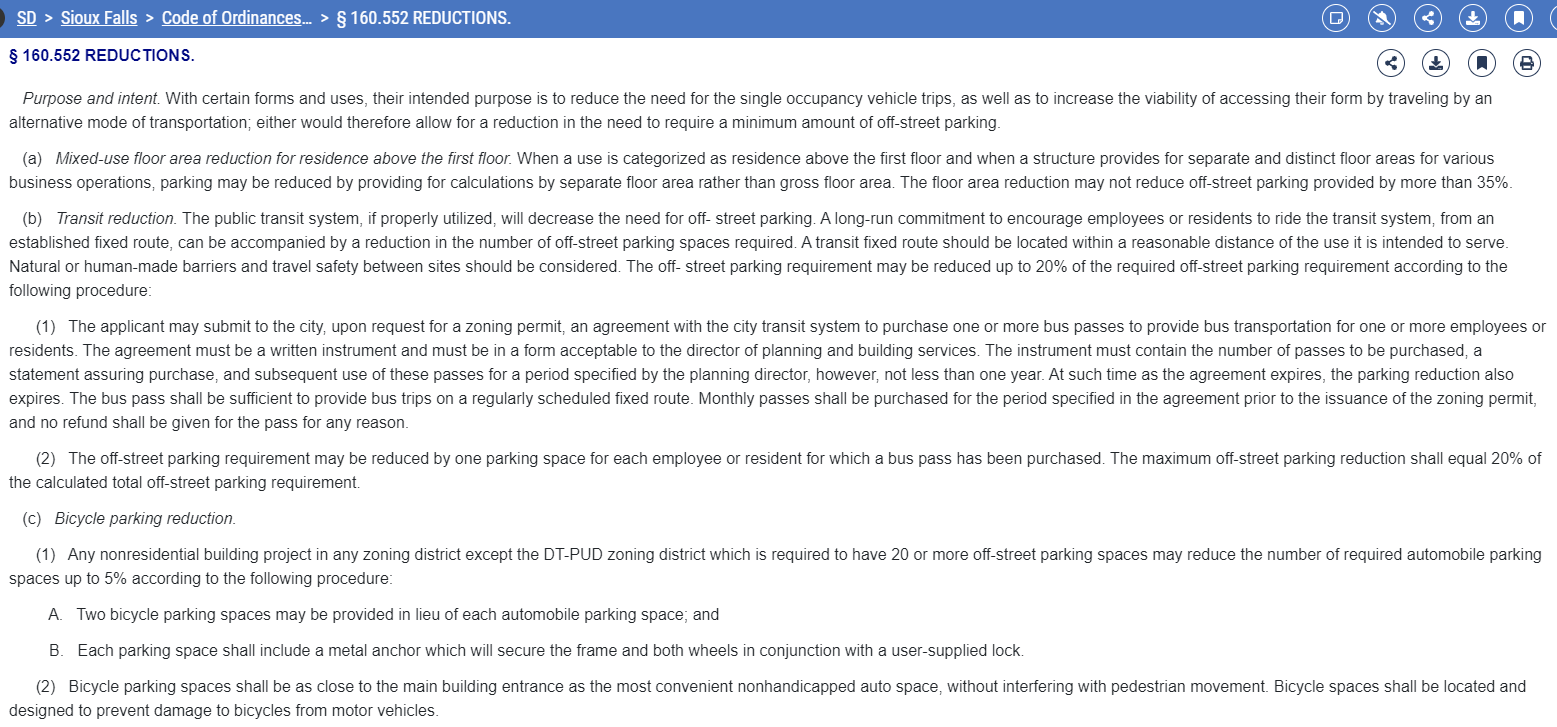 SD > Sioux Falls > Code of Ordinances... > § 160.552 REDUCTIONS.
§ 160.552 REDUCTIONS.
Purpose and intent. With certain forms and uses, their intended purpose is to reduce the need for the single occupancy vehicle trips, as well as to increase the viability of accessing their form by traveling by an
alternative mode of transportation; either would therefore allow for a reduction in the need to require a minimum amount of off-street parking.
(a) Mixed-use floor area reduction for residence above the first floor. When a use is categorized as residence above the first floor and when a structure provides for separate and distinct floor areas for various
business operations, parking may be reduced by providing for calculations by separate floor area rather than gross floor area. The floor area reduction may not reduce off-street parking provided by more than 35%.
(b) Transit reduction. The public transit system, if properly utilized, will decrease the need for off- street parking. A long-run commitment to encourage employees or residents to ride the transit system, from an
established fixed route, can be accompanied by a reduction in the number of off-street parking spaces required. A transit fixed route should be located within a reasonable distance of the use it is intended to serve.
Natural or human-made barriers and travel safety between sites should be considered. The off- street parking requirement may be reduced up to 20% of the required off-street parking requirement according to the
following procedure:
(1) The applicant may submit to the city, upon request for a zoning permit, an agreement with the city transit system to purchase one or more bus passes to provide bus transportation for one or more employees or
residents. The agreement must be a written instrument and must be in a form acceptable to the director of planning and building services. The instrument must contain the number of passes to be purchased, a
statement assuring purchase, and subsequent use of these passes for a period specified by the planning director, however, not less than one year. At such time as the agreement expires, the parking reduction also
expires. The bus pass shall be sufficient to provide bus trips on a regularly scheduled fixed route. Monthly passes shall be purchased for the period specified in the agreement prior to the issuance of the zoning permit,
and no refund shall be given for the pass for any reason.
(2) The off-street parking requirement may be reduced by one parking space for each employee or resident for which a bus pass has been purchased. The maximum off-street parking reduction shall equal 20% of
the calculated total off-street parking requirement.
(c) Bicycle parking reduction.
(1) Any nonresidential building project in any zoning district except the DT-PUD zoning district which is required to have 20 or more off-street parking spaces may reduce the number of required automobile parking
spaces up to 5% according to the following procedure:
A. Two bicycle parking spaces may be provided in lieu of each automobile parking space; and
B. Each parking space shall include a metal anchor which will secure the frame and both wheels in conjunction with a user-supplied lock.
(2) Bicycle parking spaces shall be as close to the main building entrance as the most convenient nonhandicapped auto space, without interfering with pedestrian movement. Bicycle spaces shall be located and
designed to prevent damage to bicycles from motor vehicles.